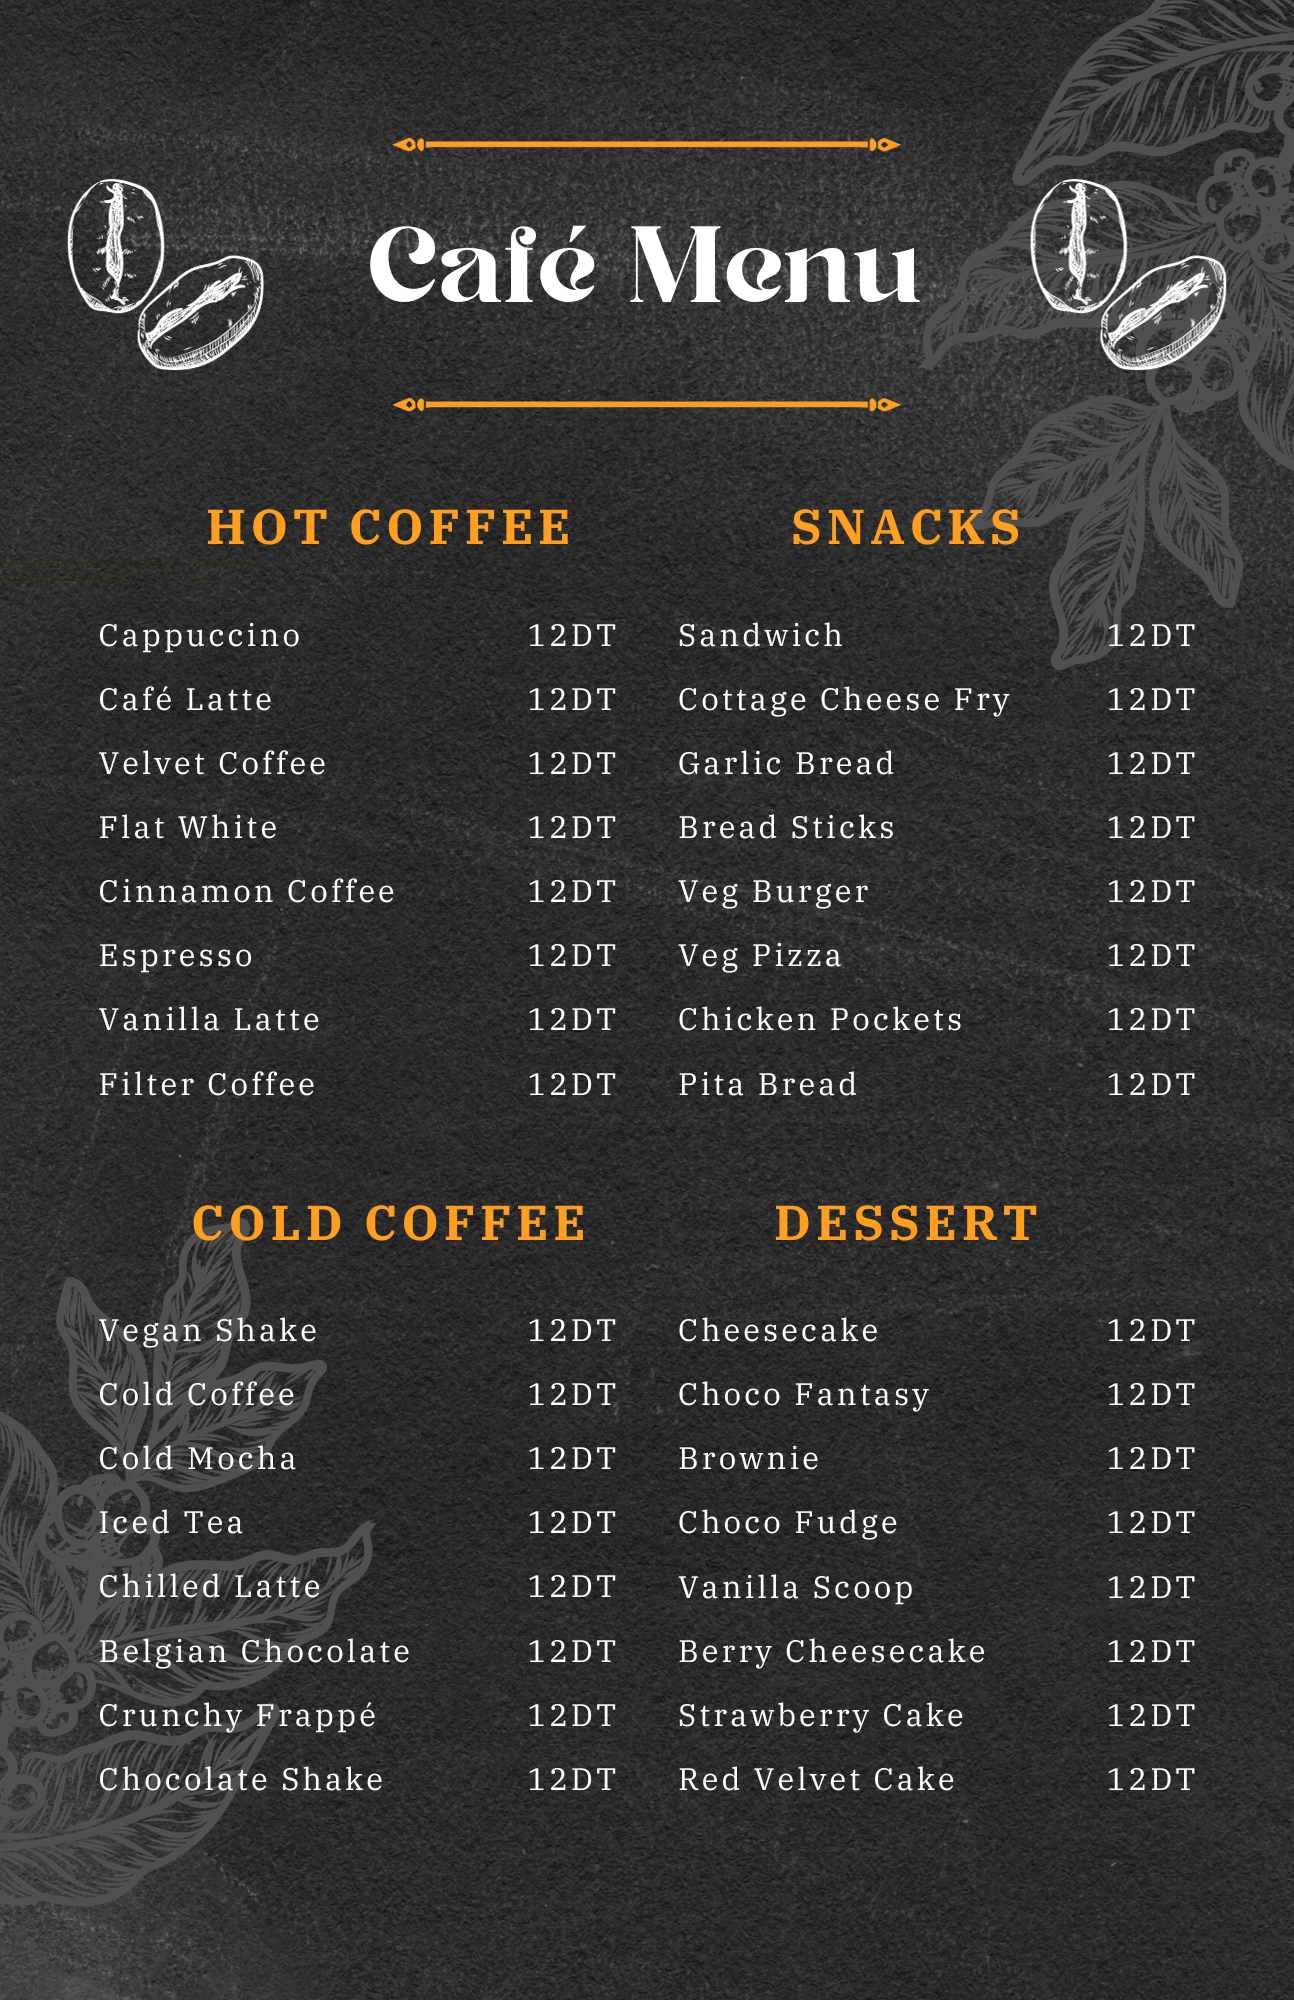 Café Menu
HOT COFFEE
Cappuccino 12DT
Café Latte 12DT
Velvet Coffee 12DT
Flat White 12DT
Cinnamon Coffee 12DT
Espresso 12DT
Vanilla Latte 12DT
Filter Coffee 12DT
SNACKS
Sandwich 12DT
Cottage Cheese Fry 12DT
Garlic Bread 12DT
Bread Sticks 12DT
Veg Burger 12DT
Veg Pizza 12DT
Chicken Pockets 12DT
Pita Bread 12DT
COLD COFFEE
Vegan Shake 12DT
Cold Coffee 12DT
Cold Mocha 12DT
Iced Tea 12DT
Chilled Latte 12DT
Belgian Chocolate 12DT
Crunchy Frappé 12DT
Chocolate Shake 12DT
DESSERT
Cheesecake 12DT
Choco Fantasy 12DT
Brownie 12DT
Choco Fudge 12DT
Vanilla Scoop 12DT
Berry Cheesecake 12DT
Strawberry Cake 12DT
Red Velvet Cake 12DT